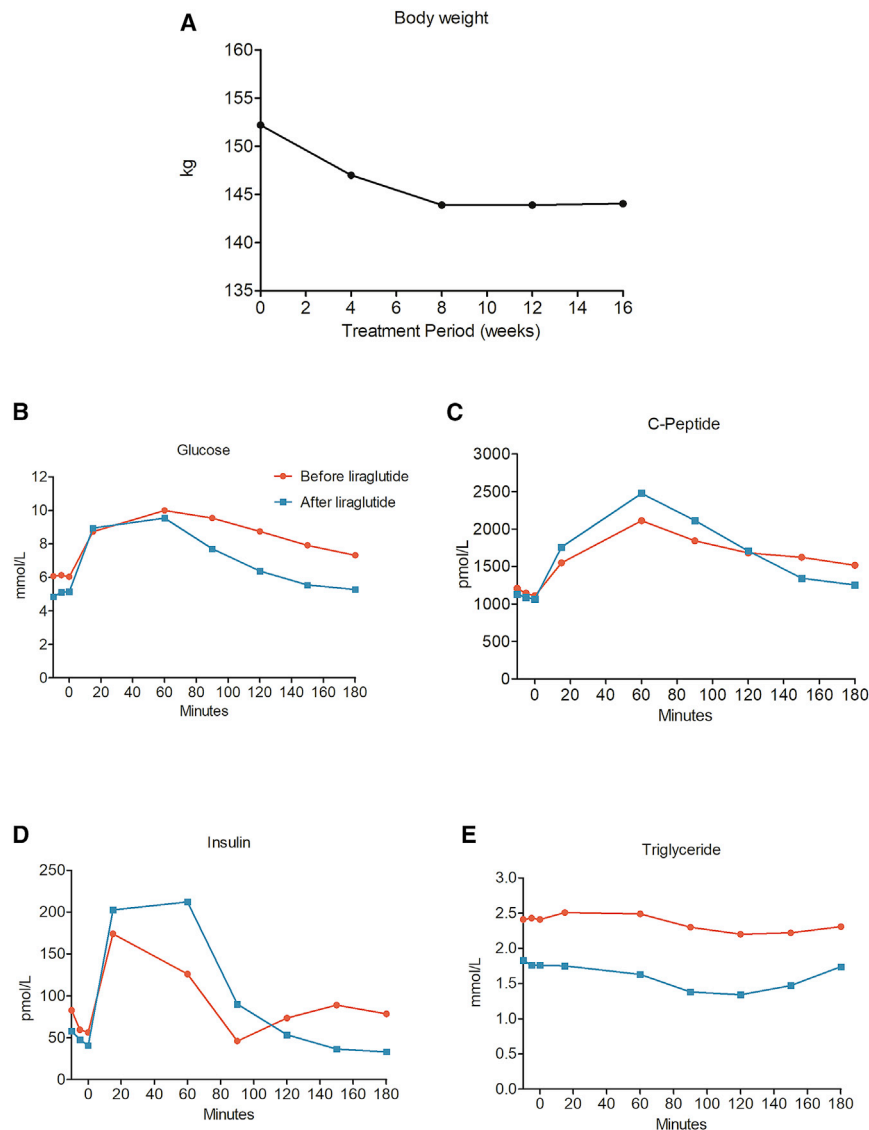 A
Body weight
160
155
150
145
140
135
kg
0 2 4 6 8 10 12 14 16
Treatment Period (weeks)
B
Glucose
Before liraglutide
After liraglutide
12
10
8
6
4
2
0
mmol/L
0 20 40 60 80 100 120 140 160 180
Minutes
C
C-Peptide
3000
2500
2000
1500
1000
500
0
pmol/L
0 20 40 60 80 100 120 140 160 180
Minutes
D
Insulin
250
200
150
100
50
0
pmol/L
0 20 40 60 80 100 120 140 160 180
Minutes
E
Triglyceride
3.0
2.5
2.0
1.5
1.0
0.5
0.0
mmol/L
0 20 40 60 80 100 120 140 160 180
Minutes